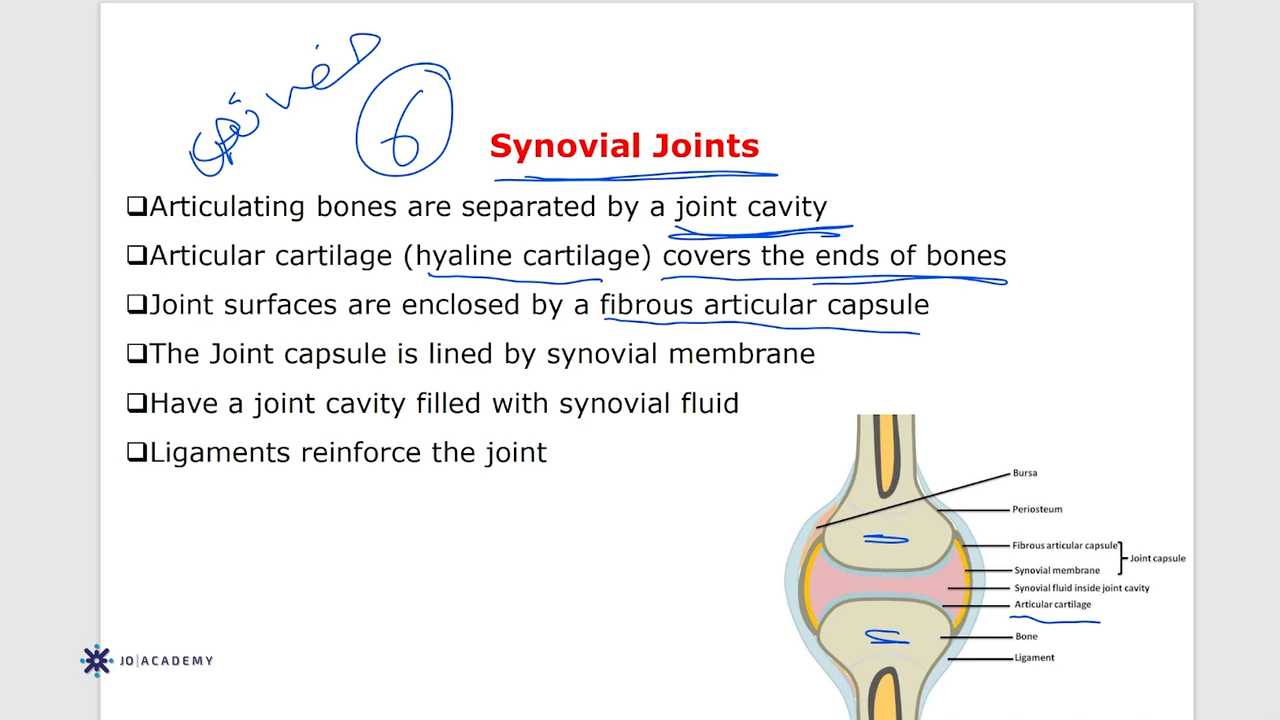 6
Synovial Joints
❑Articulating bones are separated by a joint cavity
❑Articular cartilage (hyaline cartilage) covers the ends of bones
❑Joint surfaces are enclosed by a fibrous articular capsule
❑The Joint capsule is lined by synovial membrane
❑Have a joint cavity filled with synovial fluid
❑Ligaments reinforce the joint
Bursa
Periosteum
Fibrous articular capsule
Joint capsule
Synovial membrane
Synovial fluid inside joint cavity
Articular cartilage
Bone
Ligament
JO|ACADEMY